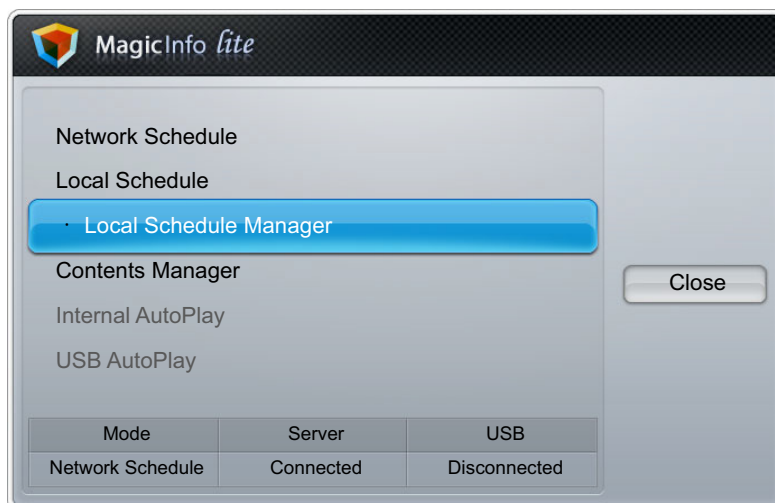 MagicInfo lite
Network Schedule
Local Schedule
· Local Schedule Manager
Contents Manager
Internal AutoPlay
USB AutoPlay
Close
Mode Server USB
Network Schedule Connected Disconnected